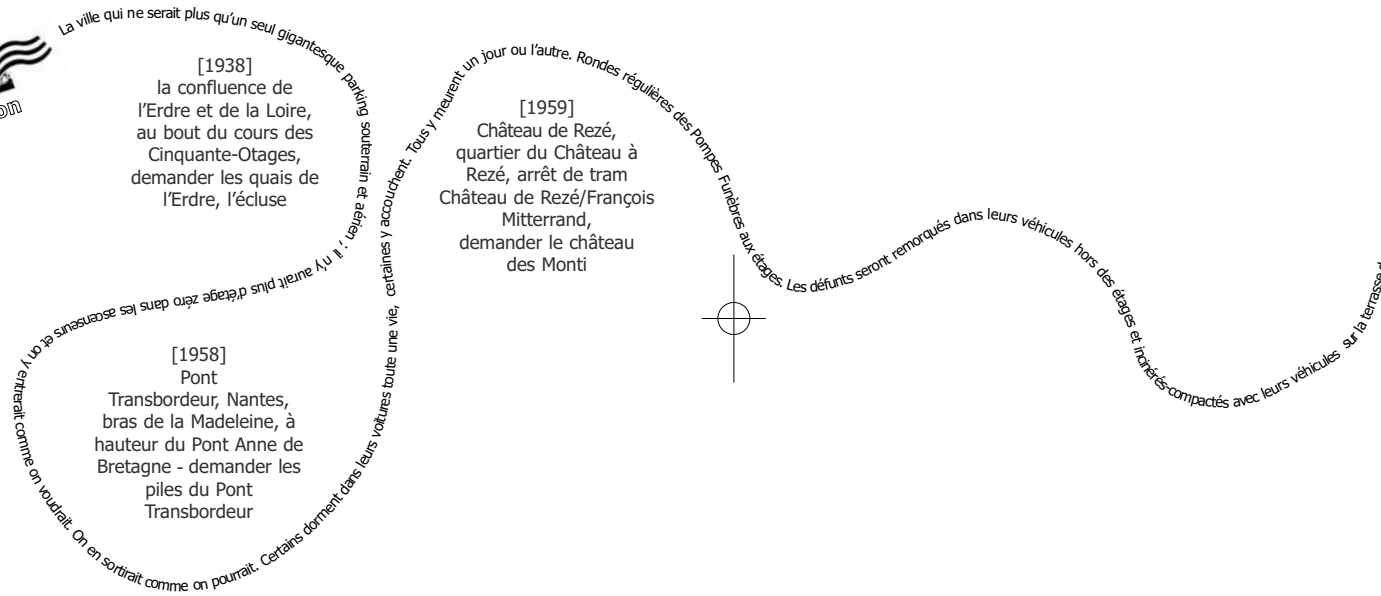 La ville qui ne serait plus qu'un seul gigantesque parking souterrain et aérien ; il n'y aurait plus d'étage zéro dans les ascenseurs et on y entrerait comme on voudrait. On en sortirait comme on pourrait. Certains dorment dans leurs voitures toute une vie, certaines y accouchent. Tous y meurent un jour ou l'autre. Rondes régulières des Pompes Funèbres aux étages. Les défunts seront remorqués dans leurs véhicules hors des étages et incinérés-compactés avec leurs véhicules sur la terrasse
[1938]
la confluence de
l'Erdre et de la Loire,
au bout du cours des
Cinquante-Otages,
demander les quais de
l'Erdre, l'écluse
[1959]
Château de Rezé,
quartier du Château à
Rezé, arrêt de tram
Château de Rezé/François
Mitterrand,
demander le château
des Monti
[1958]
Pont
Transbordeur, Nantes,
bras de la Madeleine, à
hauteur du Pont Anne de
Bretagne - demander les
piles du Pont
Transbordeur